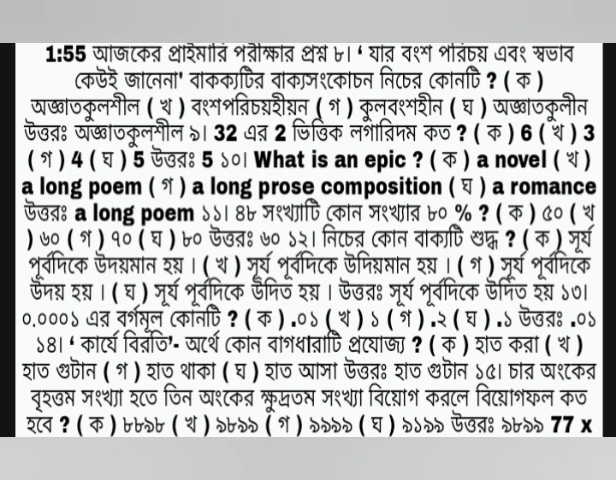 1:55 আজকের প্রাইমারি পরীক্ষার প্রশ্ন ৮। ‘ যার বংশ পরিচয় এবং স্বভাব
কেউই জানেনা' বাকক্যটির বাক্যসংকোচন নিচের কোনটি ? ( ক )
অজ্ঞাতকুলশীল ( খ ) বংশপরিচয়হীয়ন ( গ ) কুলবংশহীন ( ঘ ) অজ্ঞাতকুলীন
উত্তরঃ অজ্ঞাতকুলশীল ৯। 32 এর 2 ভিত্তিক লগারিদম কত ? ( ক ) 6 ( খ ) 3
( গ ) 4 ( ঘ ) 5 উত্তরঃ 5 ১০। What is an epic ? ( ক ) a novel ( খ )
a long poem ( গ ) a long prose composition ( ঘ ) a romance
উত্তরঃ a long poem ১১। ৪৮ সংখ্যাটি কোন সংখ্যার ৮০ % ? ( ক ) ৫০ ( খ
) ৬০ ( গ ) ৭০ ( ঘ ) ৮০ উত্তরঃ ৬০ ১২। নিচের কোন বাক্যটি শুদ্ধ ? ( ক ) সূর্য
পূর্বদিকে উদয়মান হয় । ( খ ) সূর্য পূর্বদিকে উদিয়মান হয় । ( গ ) সূর্য পূর্বদিকে
উদয় হয় । ( ঘ ) সূর্য পূর্বদিকে উদিত হয় । উত্তরঃ সূর্য পূর্বদিকে উদিত হয় ১৩।
০.০০০১ এর বর্গমূল কোনটি ? ( ক ) .০১ ( খ ) ১ ( গ ) .২ ( ঘ ) .১ উত্তরঃ .০১
১৪। ‘ কার্যে বিরতি’- অর্থে কোন বাগধারাটি প্রযোজ্য ? ( ক ) হাত করা ( খ )
হাত গুটান ( গ ) হাত থাকা ( ঘ ) হাত আসা উত্তরঃ হাত গুটান ১৫। চার অংকের
বৃহত্তম সংখ্যা হতে তিন অংকের ক্ষুদ্রতম সংখ্যা বিয়োগ করলে বিয়োগফল কত
হবে ? ( ক ) ৮৮৯৮ ( খ ) ৯৮৯৯ ( গ ) ৯৯৯৯ ( ঘ ) ৯১৯৯ উত্তরঃ ৯৮৯৯ 77 x